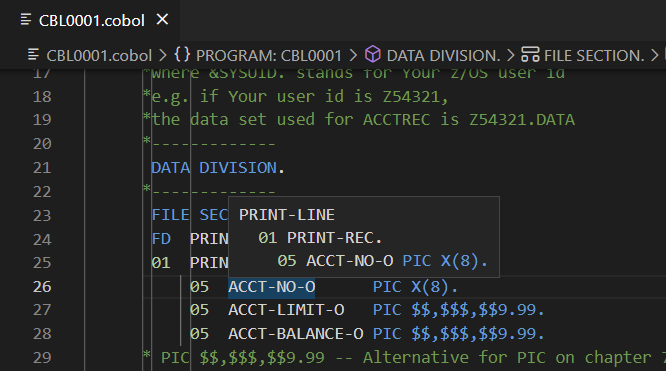 CBL0001.cobol
CBL0001.cobol > PROGRAM: CBL0001 > DATA DIVISION. > FILE SECTION. >
17 *where &SYSUID. stands for Your z/OS user id
18 *e.g. if Your user id is Z54321,
19 *the data set used for ACCTREC is Z54321.DATA
20 *-------------
21 DATA DIVISION.
22 *-------------
23 FILE SEC
24 FD PRIN
25 01 PRIN
PRINT-LINE
01 PRINT-REC.
05 ACCT-NO-O PIC X(8).
26 05 ACCT-NO-O PIC X(8).
27 05 ACCT-LIMIT-O PIC $$,$$$,$$9.99.
28 05 ACCT-BALANCE-O PIC $$,$$$,$$9.99.
29 * PIC $$,$$$,$$9.99 -- Alternative for PIC on chapter 7